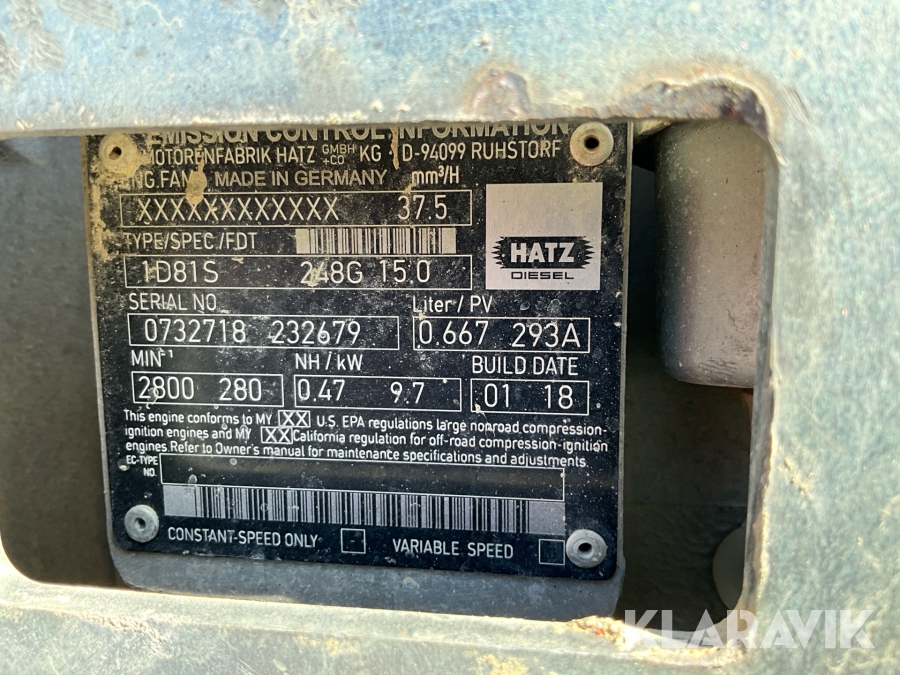 EMISSION CONTROL INFORMATION
MOTORENFABRIK HATZ GMBH +CO KG D-94099 RUHSTORF
ENG.FAM. MADE IN GERMANY mm³/H
XXXXXXXXXXXX 37.5
TYPE/SPEC./FDT
1D81S 248G 15.0
HATZ
DIESEL
SERIAL NO. Liter / PV
0732718 232679 0.667 293A
MIN⁻¹ NH / kW BUILD DATE
2800 280 0.47 9.7 01 18
This engine conforms to MY XX U.S. EPA regulations large nonroad compression-
ignition engines and MY XX California regulation for off-road compression-ignition
engines. Refer to Owner's manual for maintenance specifications and adjustments.
EC-TYPE
NO.
CONSTANT-SPEED ONLY VARIABLE SPEED
KLARAVIK